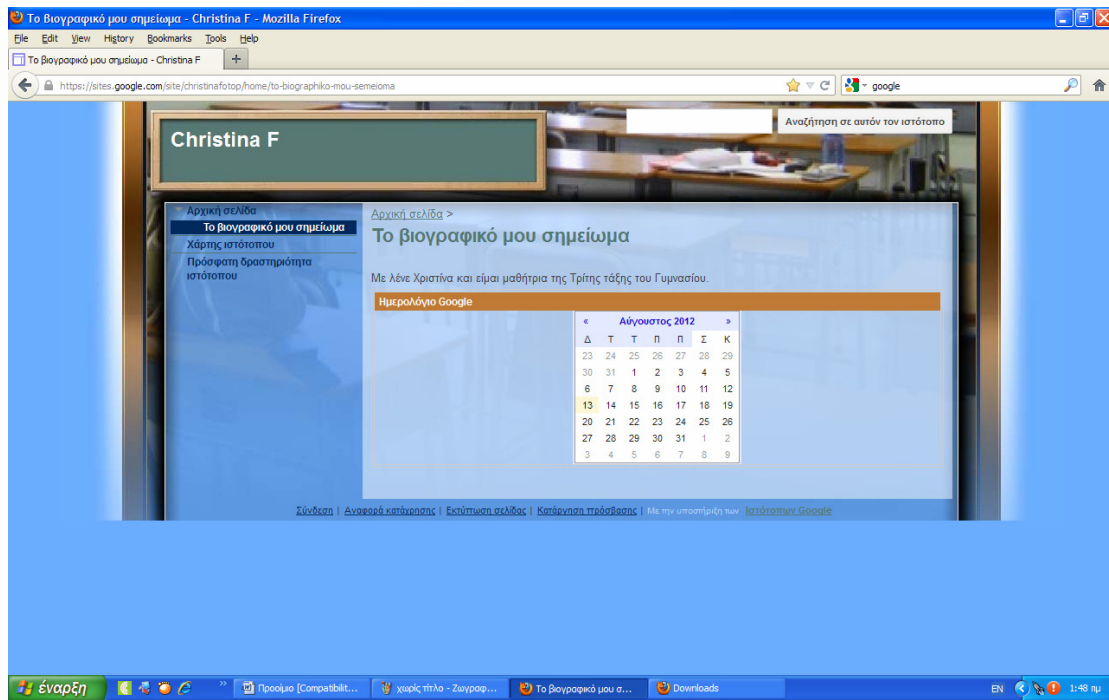 Το Βιογραφικό μου σημείωμα - Christina F - Mozilla Firefox
File Edit View History Bookmarks Tools Help
Το Βιογραφικό μου σημείωμα - Christina F +
https://sites.google.com/site/christinafotop/home/to-biographiko-mou-semeioma google
Christina F
Αναζήτηση σε αυτόν τον ιστότοπο
Αρχική σελίδα
Το βιογραφικό μου σημείωμα
Χάρτης ιστότοπου
Πρόσφατη δραστηριότητα
ιστότοπου
Αρχική σελίδα >
Το βιογραφικό μου σημείωμα
Με λένε Χριστίνα και είμαι μαθήτρια της Τρίτης τάξης του Γυμνασίου.
Ημερολόγιο Google
« Αύγουστος 2012 »
Δ Τ Τ Π Π Σ Κ
23 24 25 26 27 28 29
30 31 1 2 3 4 5
6 7 8 9 10 11 12
13 14 15 16 17 18 19
20 21 22 23 24 25 26
27 28 29 30 31 1 2
3 4 5 6 7 8 9
Σύνδεση | Αναφορά κατάχρησης | Εκτύπωση σελίδας | Κατάργηση πρόσβασης | Με την υποστήριξη των Ιστότοπων Google
έναρξη » Προοίμιο [Compatibilit... χωρίς τίτλο - Ζωγραφ... Το Βιογραφικό μου σ... Downloads EN 1:48 πμ